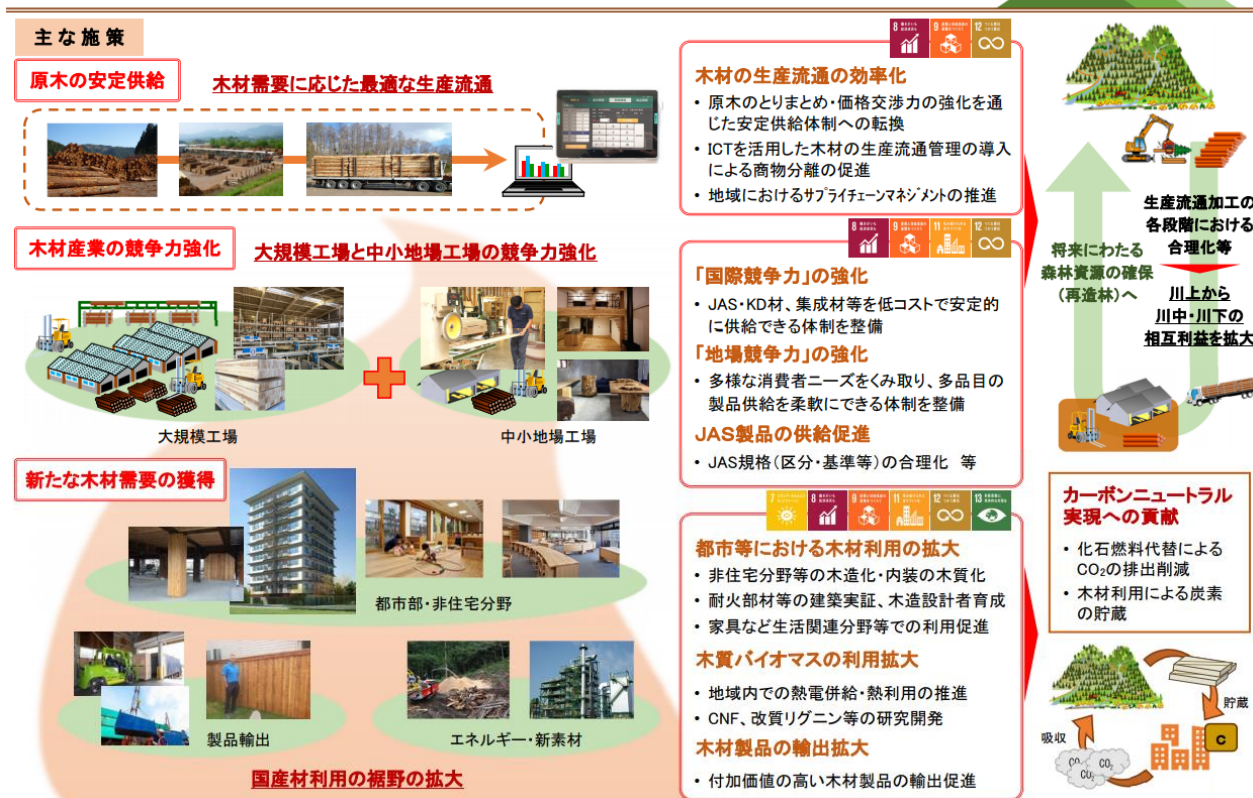 主な施策
原木の安定供給
木材需要に応じた最適な生産流通
木材産業の競争力強化
大規模工場と中小地場工場の競争力強化
大規模工場
中小地場工場
新たな木材需要の獲得
都市部・非住宅分野
製品輸出
エネルギー・新素材
国産材利用の裾野の拡大
8
9
12
木材の生産流通の効率化
• 原木のとりまとめ・価格交渉力の強化を通
じた安定供給体制への転換
• ICTを活用した木材の生産流通管理の導入
による商物分離の促進
• 地域におけるサプライチェーンマネジメントの推進
8
9
11
12
「国際競争力」の強化
• JAS・KD材、集成材等を低コストで安定的
に供給できる体制を整備
「地場競争力」の強化
• 多様な消費者ニーズをくみ取り、多品目の
製品供給を柔軟にできる体制を整備
JAS製品の供給促進
• JAS規格(区分・基準等)の合理化 等
7
8
9
11
12
13
都市等における木材利用の拡大
• 非住宅分野等の木造化・内装の木質化
• 耐火部材等の建築実証、木造設計者育成
• 家具など生活関連分野等での利用促進
木質バイオマスの利用拡大
• 地域内での熱電併給・熱利用の推進
• CNF、改質リグニン等の研究開発
木材製品の輸出拡大
• 付加価値の高い木材製品の輸出促進
生産流通加工の
各段階における
合理化等
将来にわたる
森林資源の確保
(再造林)へ
川上から
川中・川下の
相互利益を拡大
カーボンニュートラル
実現への貢献
• 化石燃料代替による
CO₂の排出削減
• 木材利用による炭素
の貯蔵
貯蔵
吸収
C
CO₂
CO₂